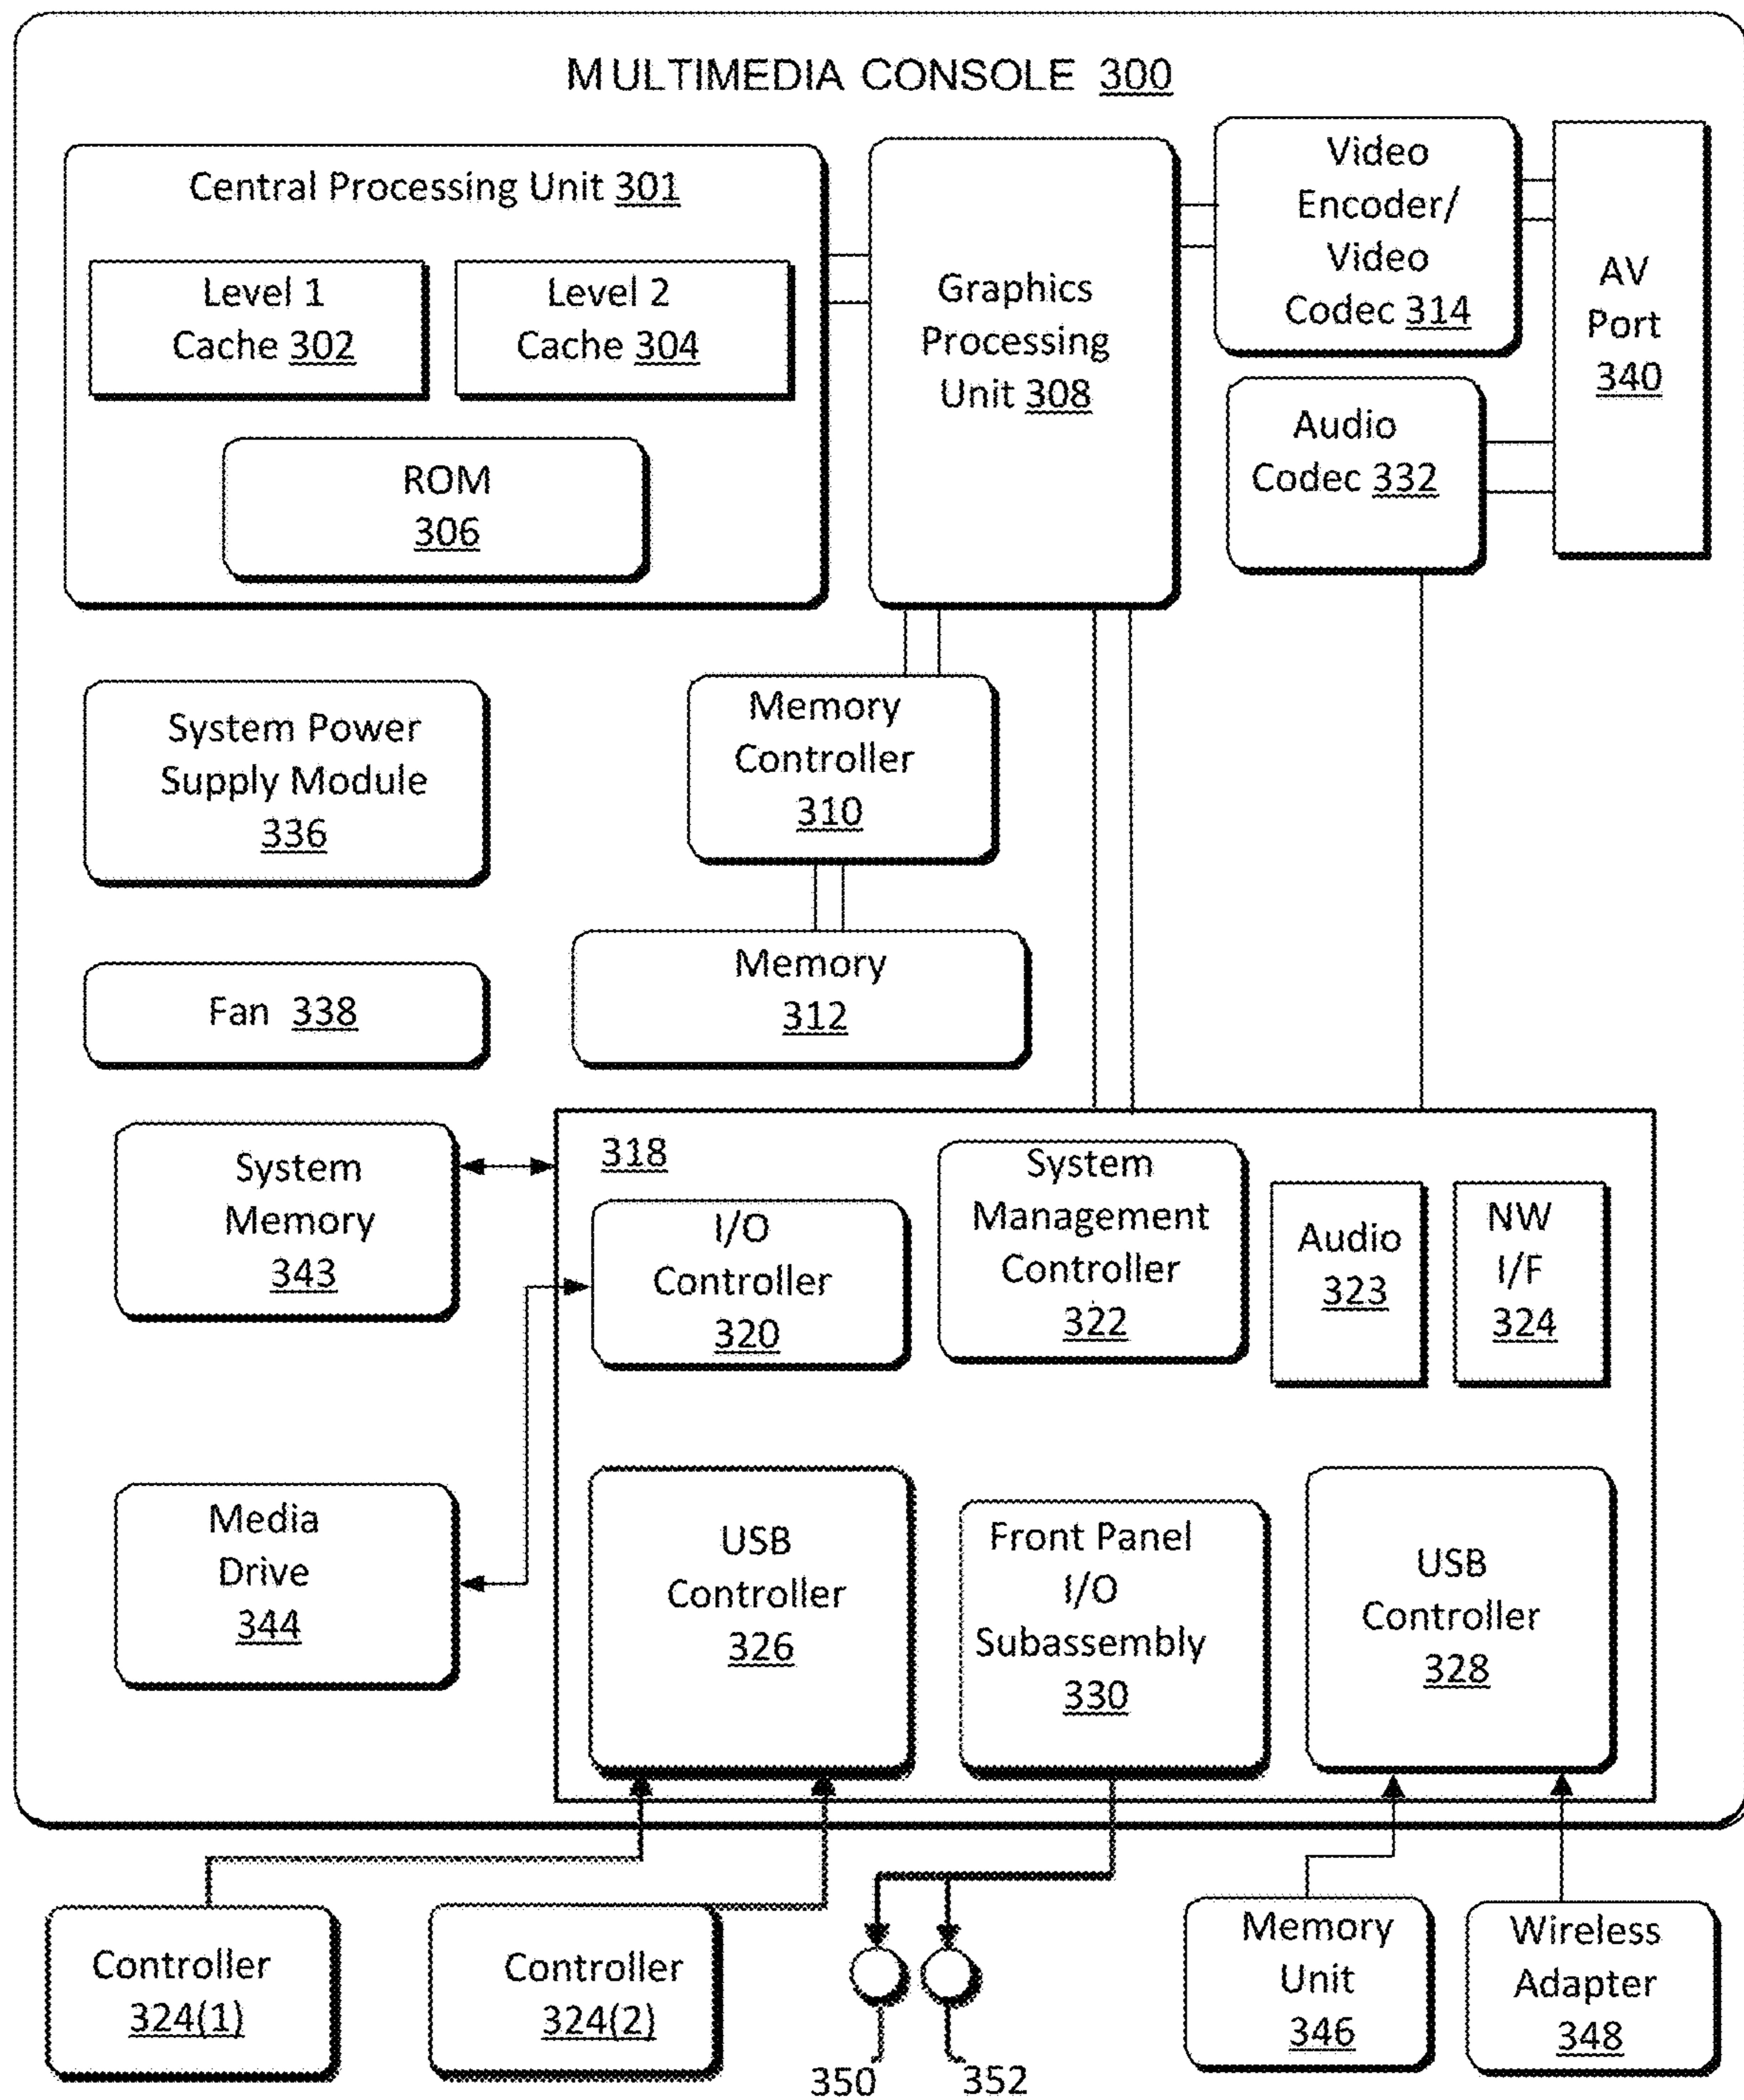 MULTIMEDIA CONSOLE 300
Central Processing Unit 301
Level 1
Cache 302
Level 2
Cache 304
ROM
306
Graphics
Processing
Unit 308
Video
Encoder/
Video
Codec 314
AV
Port
340
Audio
Codec 332
System Power
Supply Module
336
Memory
Controller
310
Fan 338
Memory
312
System
Memory
343
318
I/O
Controller
320
System
Management
Controller
322
Audio
323
NW
I/F
324
Media
Drive
344
USB
Controller
326
Front Panel
I/O
Subassembly
330
USB
Controller
328
Controller
324(1)
Controller
324(2)
350
352
Memory
Unit
346
Wireless
Adapter
348